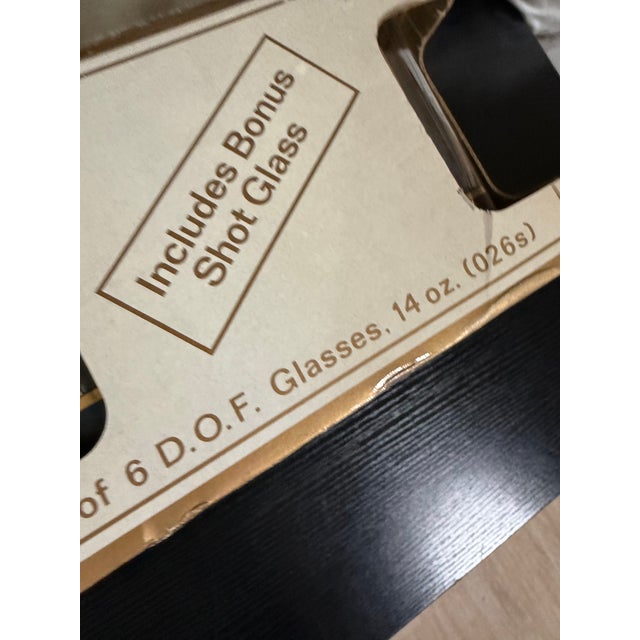 Includes Bonus
Shot Glass
of 6 D.O.F. Glasses, 14 oz. (026s)